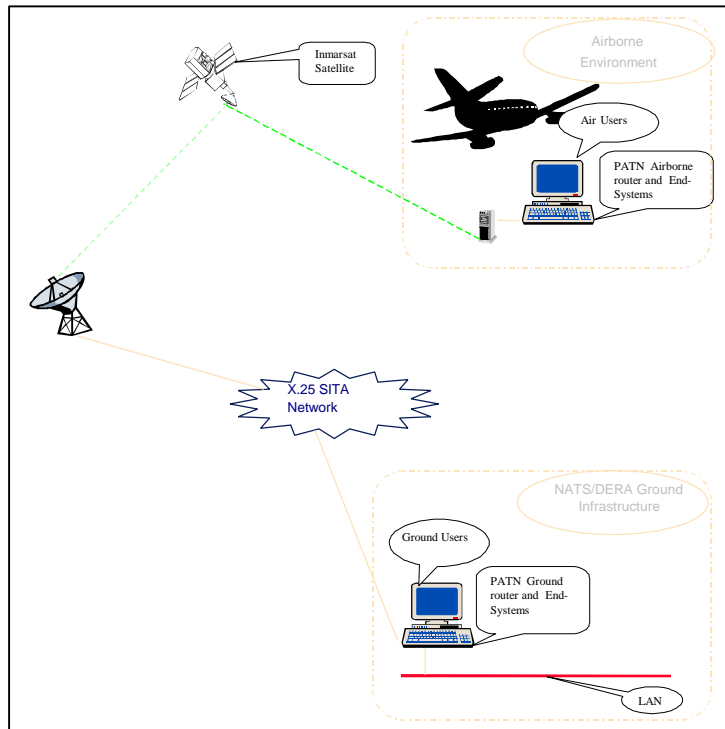 Inmarsat
Satellite
Airborne
Environment
Air Users
PATN Airborne
router and End-
Systems
X.25 SITA
Network
NATS/DERA Ground
Infrastructure
Ground Users
PATN Ground
router and End-
Systems
LAN